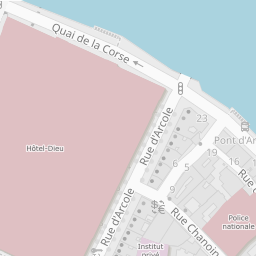 Quai de la Corse
23
Pont d'Ar
Rue d'Arcole
19
Hôtel-Dieu
6
5
16
9
Rue d'Arcole
Rue Chanoin
Police
nationale
Institut
privé